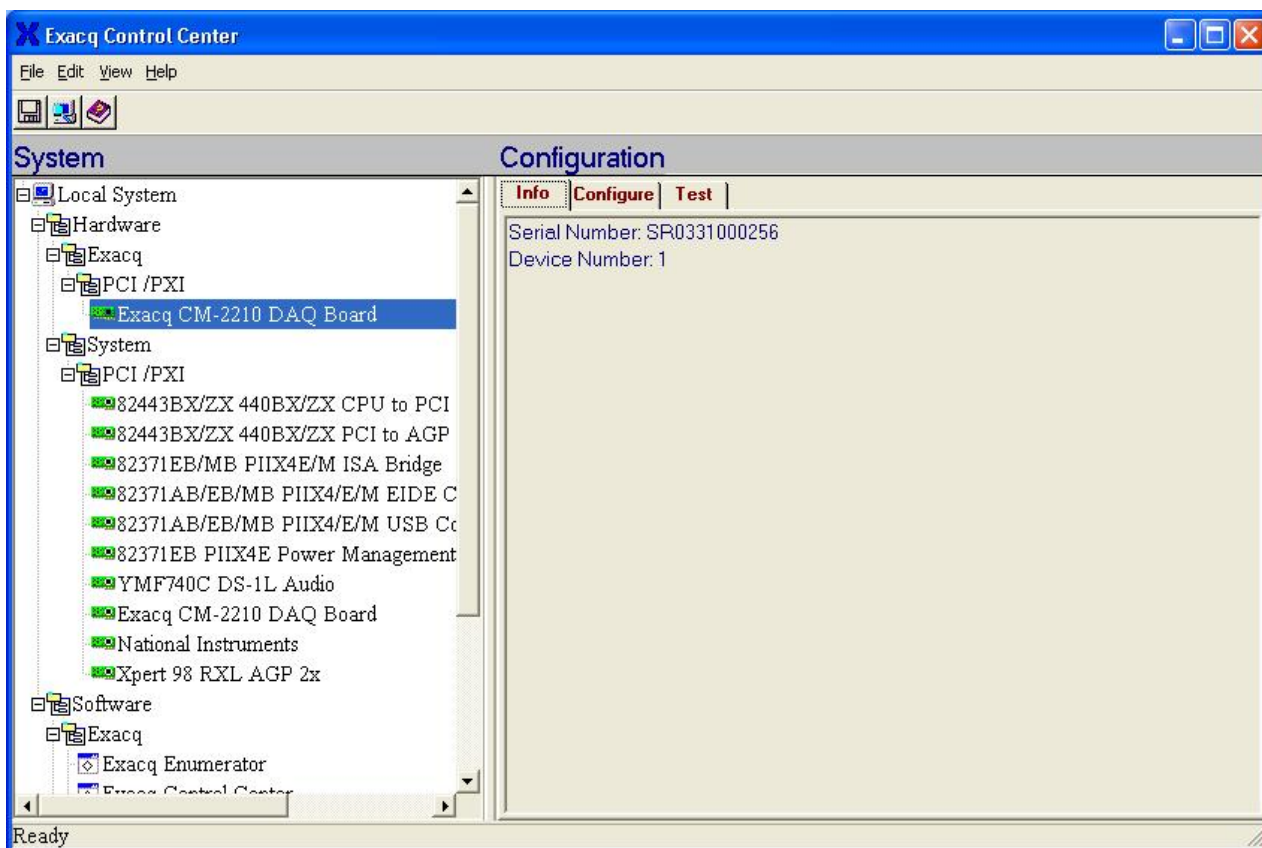 Exacq Control Center
File Edit View Help
System
Local System
Hardware
Exacq
PCI /PXI
Exacq CM-2210 DAQ Board
System
PCI /PXI
82443BX/ZX 440BX/ZX CPU to PCI
82443BX/ZX 440BX/ZX PCI to AGP
82371EB/MB PIIX4E/M ISA Bridge
82371AB/EB/MB PIIX4/E/M EIDE C
82371AB/EB/MB PIIX4/E/M USB Co
82371EB PIIX4E Power Management
YMF740C DS-1L Audio
Exacq CM-2210 DAQ Board
National Instruments
Xpert 98 RXL AGP 2x
Software
Exacq
Exacq Enumerator
Exacq Control Center
Configuration
Info Configure Test
Serial Number: SR0331000256
Device Number: 1
Ready